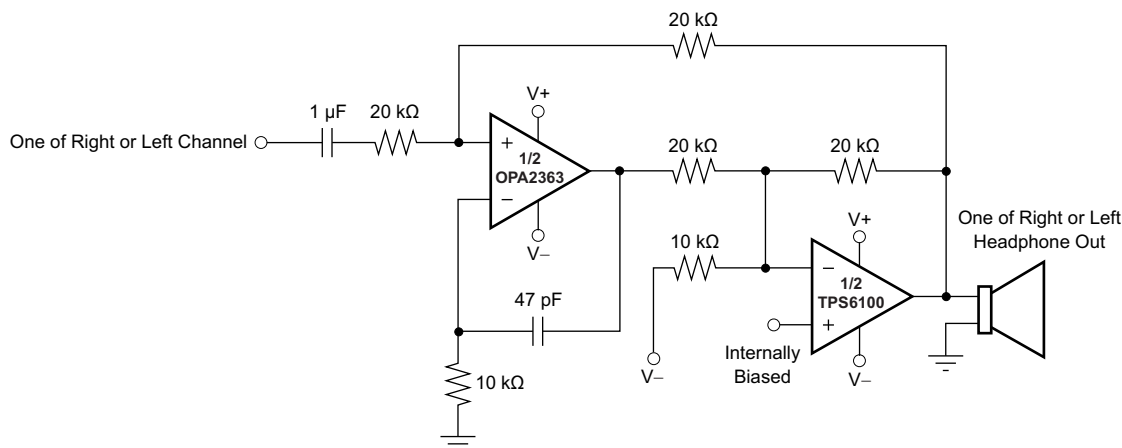 20 kΩ
1 µF
20 kΩ
V+
One of Right or Left Channel
+
1/2
OPA2363
−
V−
20 kΩ
20 kΩ
One of Right or Left
Headphone Out
V+
10 kΩ
−
1/2
TPS6100
+
47 pF
Internally
Biased
V−
V−
10 kΩ